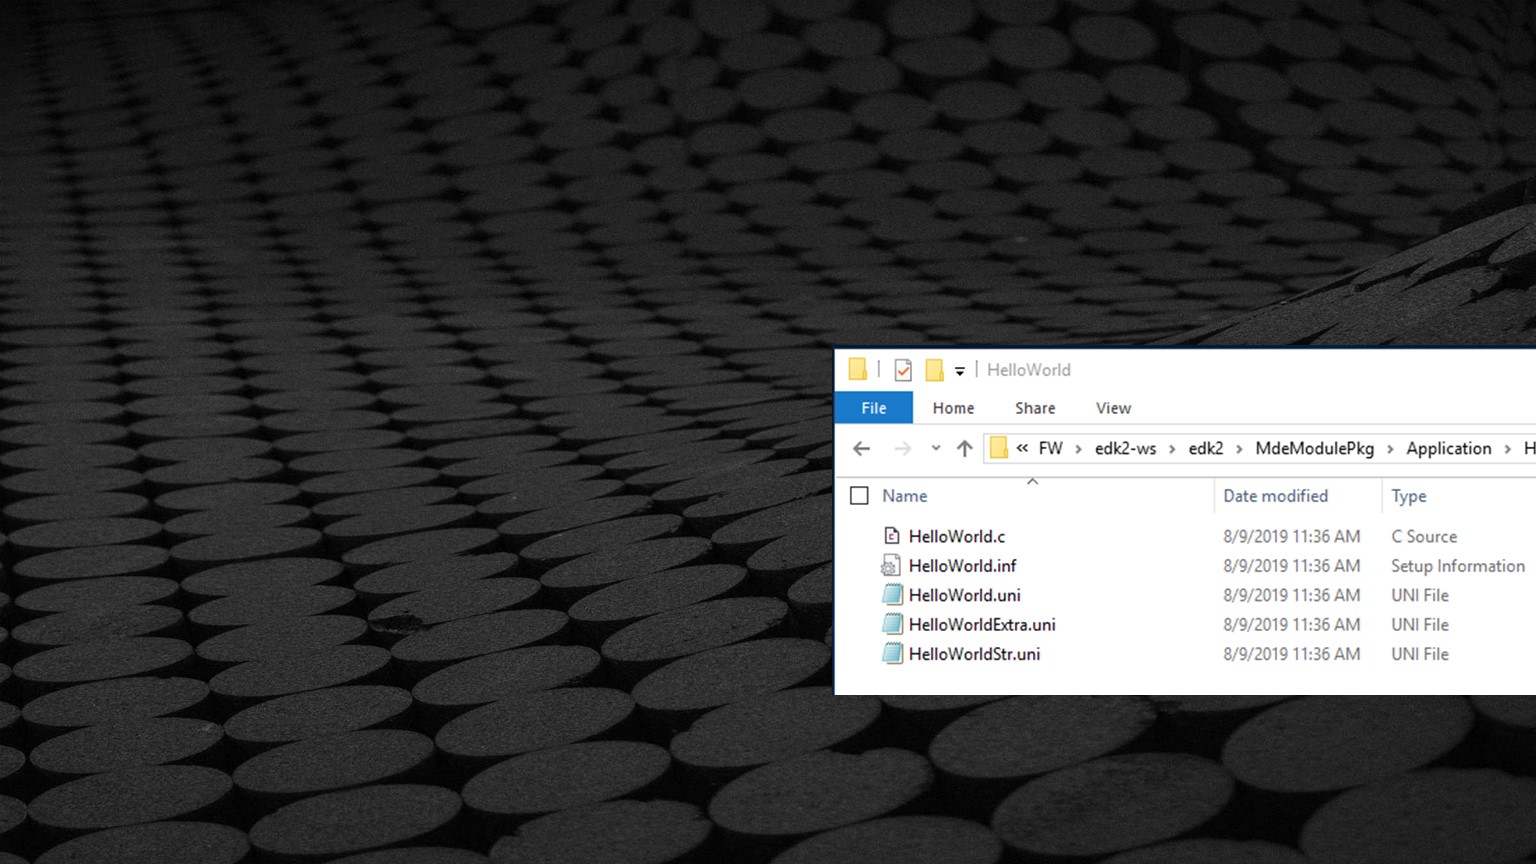 HelloWorld
File Home Share View
« FW › edk2-ws › edk2 › MdeModulePkg › Application › H
Name Date modified Type
HelloWorld.c 8/9/2019 11:36 AM C Source
HelloWorld.inf 8/9/2019 11:36 AM Setup Information
HelloWorld.uni 8/9/2019 11:36 AM UNI File
HelloWorldExtra.uni 8/9/2019 11:36 AM UNI File
HelloWorldStr.uni 8/9/2019 11:36 AM UNI File